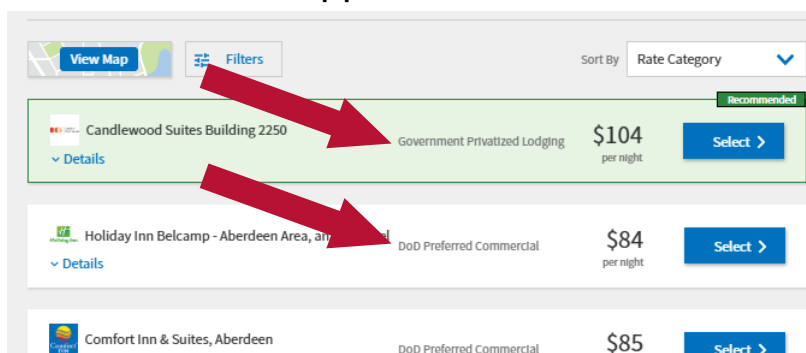 View Map
Filters
Sort By Rate Category
Recommended
Candlewood Suites Building 2250
Government Privatized Lodging
$104
per night
Select
Details
Holiday Inn Belcamp - Aberdeen Area, an
DoD Preferred Commercial
$84
per night
Select
Details
Comfort Inn & Suites, Aberdeen
DoD Preferred Commercial
$85
Select